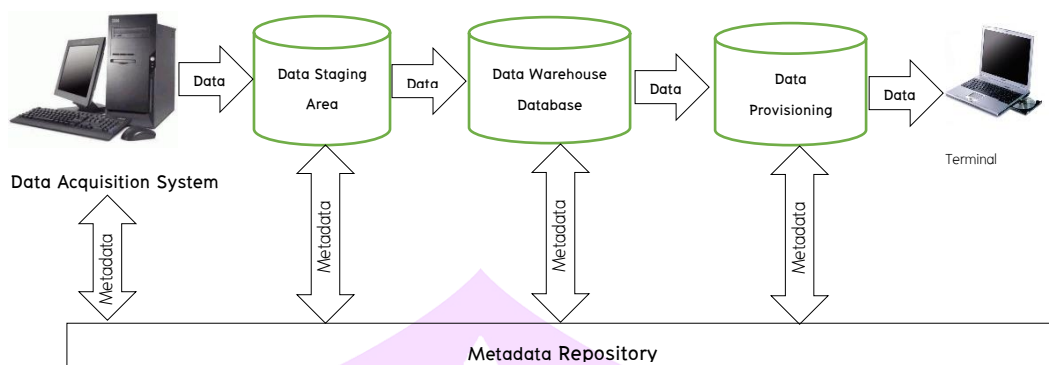 Data
Data Staging
Area
Data
Data Warehouse
Database
Data
Data
Provisioning
Data
Terminal
Data Acquisition System
Metadata
Metadata
Metadata
Metadata
Metadata Repository